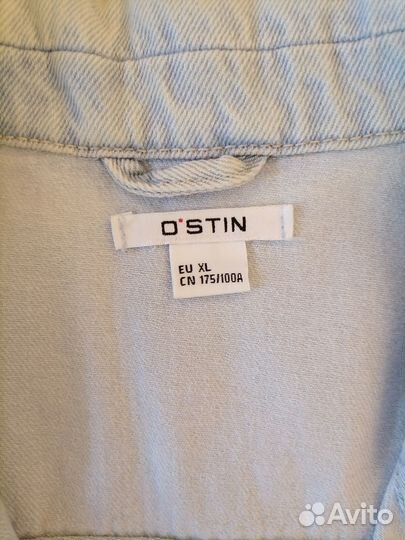 O'STIN
EU XL
CN 175/100A
Avito